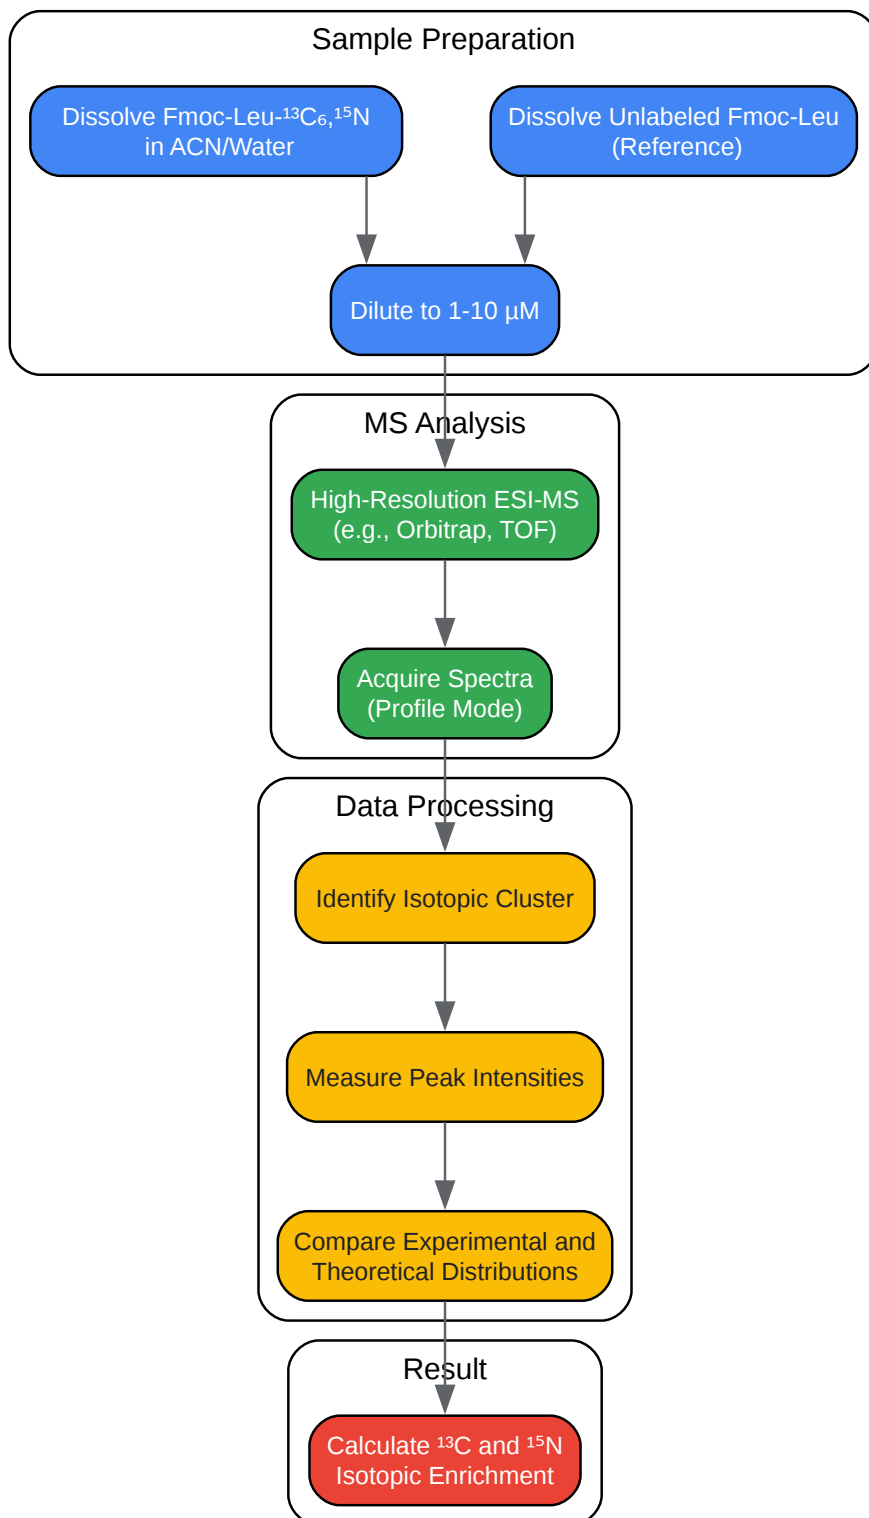 Sample Preparation
Dissolve Fmoc-Leu-¹³C₆,¹⁵N
in ACN/Water
Dissolve Unlabeled Fmoc-Leu
(Reference)
Dilute to 1-10 µM
MS Analysis
High-Resolution ESI-MS
(e.g., Orbitrap, TOF)
Acquire Spectra
(Profile Mode)
Data Processing
Identify Isotopic Cluster
Measure Peak Intensities
Compare Experimental and
Theoretical Distributions
Result
Calculate ¹³C and ¹⁵N
Isotopic Enrichment